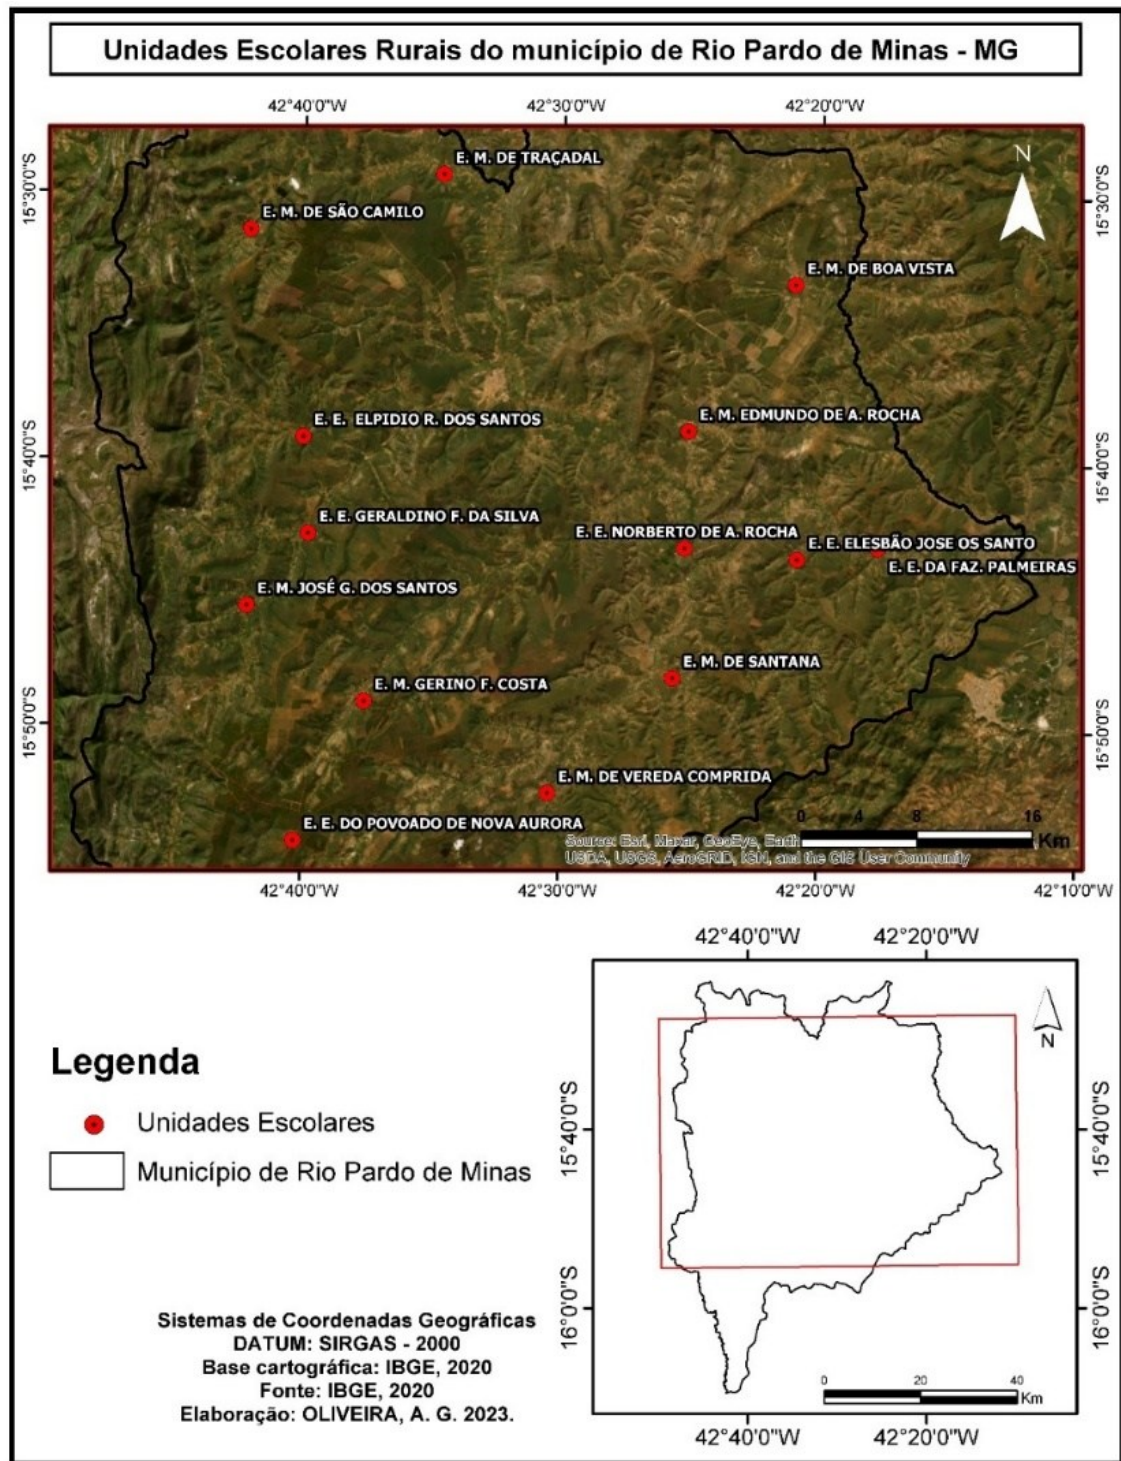 Unidades Escolares Rurais do município de Rio Pardo de Minas - MG
42°40'0"W 42°30'0"W 42°20'0"W
E. M. DE TRAÇADAL
N
15°30'0"S
15°30'0"S
E. M. DE SÃO CAMILO
E. M. DE BOA VISTA
E. E. ELPIDIO R. DOS SANTOS
E. M. EDMUNDO DE A. ROCHA
15°40'0"S
15°40'0"S
E. E. GERALDINO F. DA SILVA
E. E. NORBERTO DE A. ROCHA
E. E. ELESBÃO JOSE OS SANTO
E. E. DA FAZ. PALMEIRAS
E. M. JOSÉ G. DOS SANTOS
E. M. DE SANTANA
E. M. GERINO F. COSTA
15°50'0"S
15°50'0"S
E. M. DE VEREDA COMPRIDA
E. E. DO POVOADO DE NOVA AURORA
0 4 8 16
Km
Source: Esri, Maxar, GeoEye, Earth
USDA, USGS, AeroGRID, IGN, and the GIS User Community
42°40'0"W 42°30'0"W 42°20'0"W 42°10'0"W
42°40'0"W 42°20'0"W
N
15°40'0"S
15°40'0"S
16°0'0"S
16°0'0"S
0 20 40
Km
42°40'0"W 42°20'0"W
Legenda
Unidades Escolares
Município de Rio Pardo de Minas
Sistemas de Coordenadas Geográficas
DATUM: SIRGAS - 2000
Base cartográfica: IBGE, 2020
Fonte: IBGE, 2020
Elaboração: OLIVEIRA, A. G. 2023.